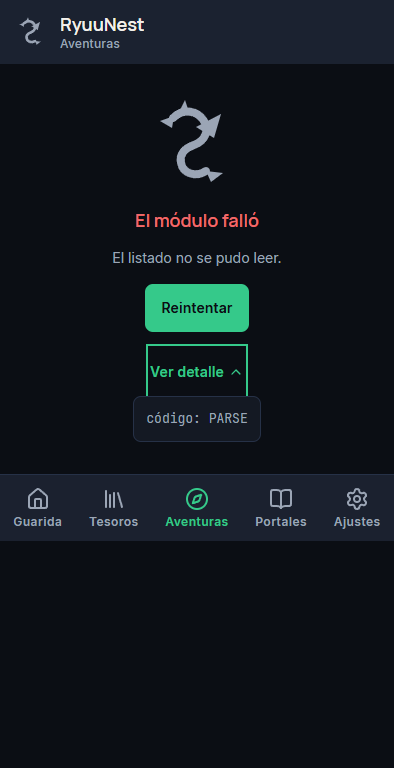 RyuuNest
Aventuras
El módulo falló
El listado no se pudo leer.
Reintentar
Ver detalle
código: PARSE
Guarida
Tesoros
Aventuras
Portales
Ajustes